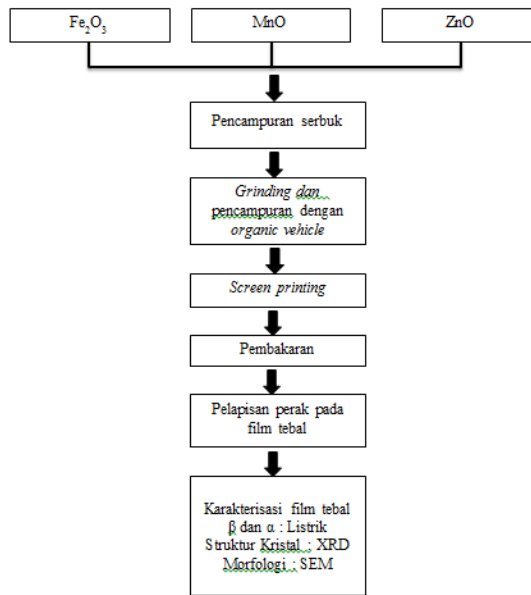 Fe₂O₃
MnO
ZnO
Pencampuran serbuk
Grinding dan
pencampuran dengan
organic vehicle
Screen printing
Pembakaran
Pelapisan perak pada
film tebal
Karakterisasi film tebal
β dan α : Listrik
Struktur Kristal : XRD
Morfologi : SEM